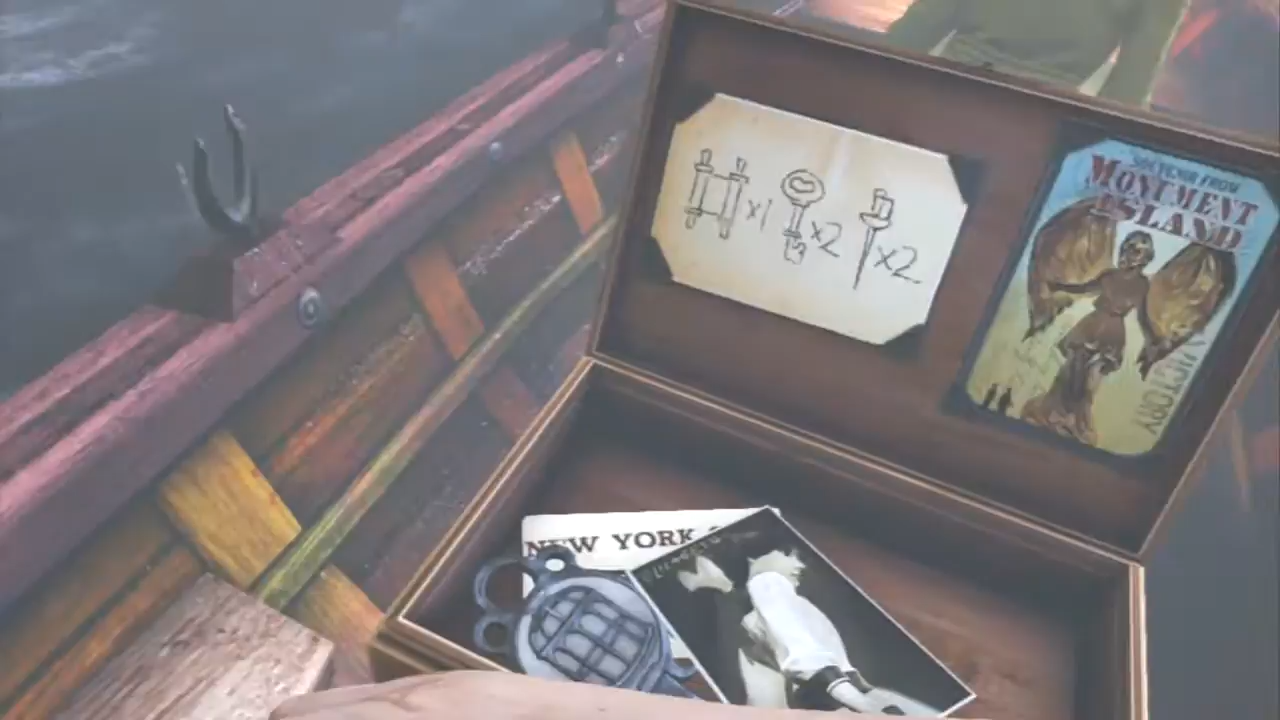 x1 x2 x2
SOUVENIR FROM
MONUMENT
ISLAND
VICTORY
NEW YORK